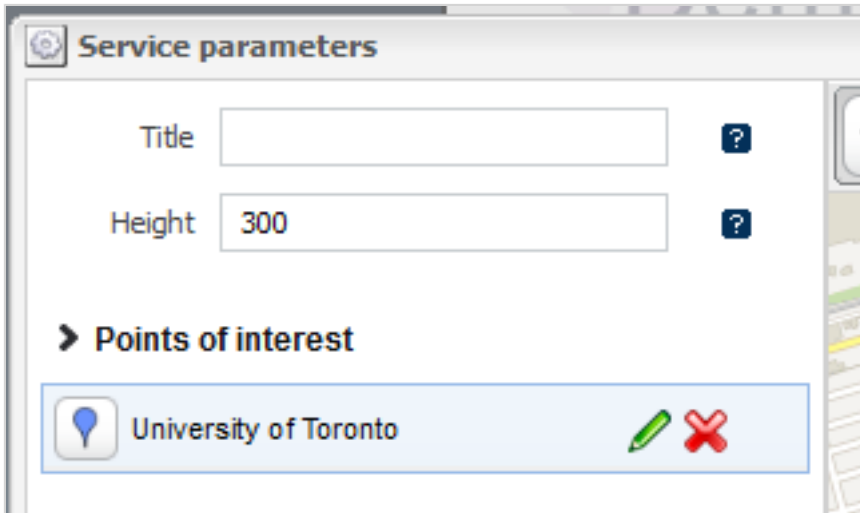 Service parameters
Title ?
Height 300 ?
Points of interest
University of Toronto